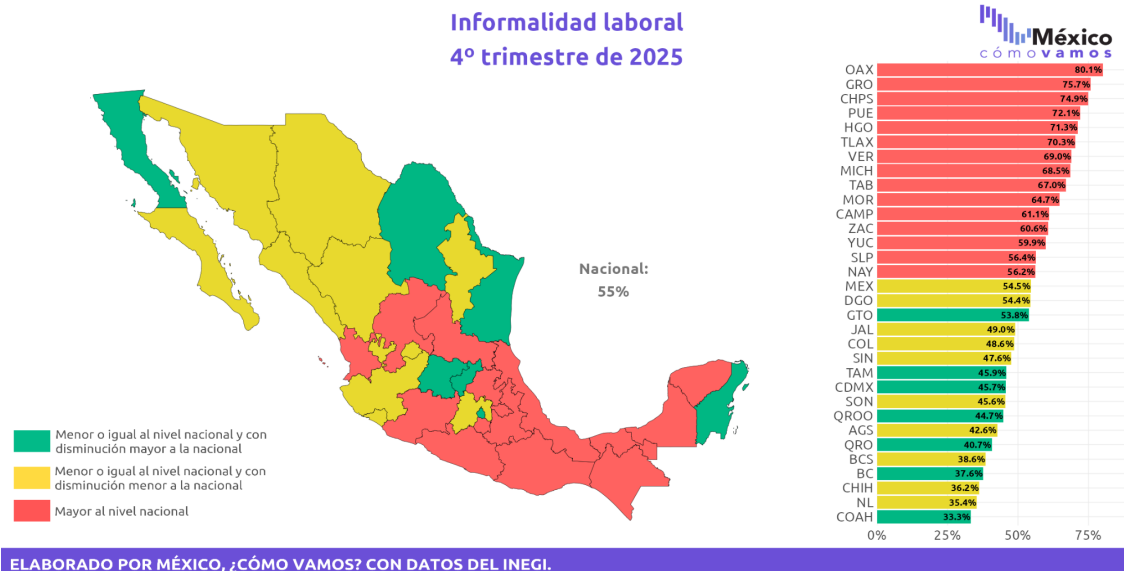 Informalidad laboral
4º trimestre de 2025
México
cómovamos
Nacional:
55%
Menor o igual al nivel nacional y con
disminución mayor a la nacional
Menor o igual al nivel nacional y con
disminución menor a la nacional
Mayor al nivel nacional
OAX 80.1%
GRO 75.7%
CHPS 74.9%
PUE 72.1%
HGO 71.3%
TLAX 70.3%
VER 69.0%
MICH 68.5%
TAB 67.0%
MOR 64.7%
CAMP 61.1%
ZAC 60.6%
YUC 59.9%
SLP 56.4%
NAY 56.2%
MEX 54.5%
DGO 54.4%
GTO 53.8%
JAL 49.0%
COL 48.6%
SIN 47.6%
TAM 45.9%
CDMX 45.7%
SON 45.6%
QROO 44.7%
AGS 42.6%
QRO 40.7%
BCS 38.6%
BC 37.6%
CHIH 36.2%
NL 35.4%
COAH 33.3%
0% 25% 50% 75%
ELABORADO POR MÉXICO, ¿CÓMO VAMOS? CON DATOS DEL INEGI.